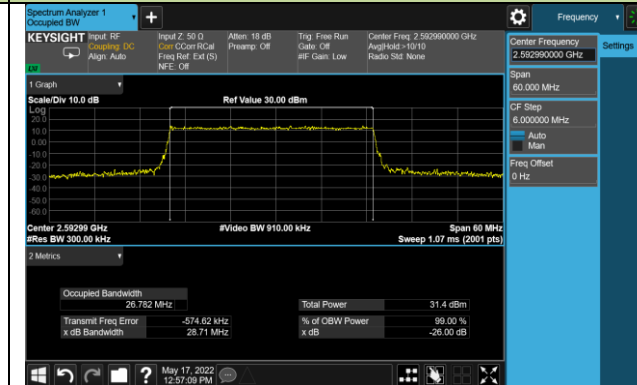 Spectrum Analyzer 1
Occupied BW
+
Frequency
KEYSIGHT
Input: RF
Coupling: DC
Align: Auto
Input Z: 50 Ω
Corr CCorr RCal
Freq Ref: Ext (S)
NFE: Off
Atten: 18 dB
Preamp: Off
Trig: Free Run
Gate: Off
#IF Gain: Low
Center Freq: 2.592990000 GHz
Avg|Hold:>10/10
Radio Std: None
1 Graph
Scale/Div 10.0 dB
Ref Value 30.00 dBm
Log
20.0
10.0
0.00
-10.0
-20.0
-30.0
-40.0
-50.0
-60.0
Center 2.59299 GHz
#Video BW 910.00 kHz
Span 60 MHz
#Res BW 300.00 kHz
Sweep 1.07 ms (2001 pts)
2 Metrics
Occupied Bandwidth
26.782 MHz
Total Power
31.4 dBm
Transmit Freq Error
-574.62 kHz
% of OBW Power
99.00 %
x dB Bandwidth
28.71 MHz
x dB
-26.00 dB
Center Frequency
2.592990000 GHz
Settings
Span
60.000 MHz
CF Step
6.000000 MHz
Auto
Man
Freq Offset
0 Hz
?
May 17, 2022
12:57:09 PM